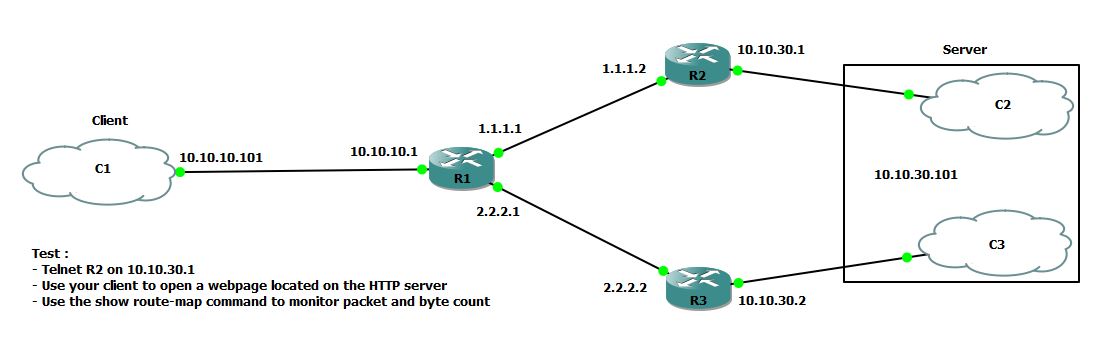 10.10.30.1
Server
1.1.1.2
R2
C2
Client
1.1.1.1
10.10.10.101
10.10.10.1
C1
R1
10.10.30.101
2.2.2.1
C3
Test :
- Telnet R2 on 10.10.30.1
- Use your client to open a webpage located on the HTTP server
- Use the show route-map command to monitor packet and byte count
2.2.2.2
R3
10.10.30.2